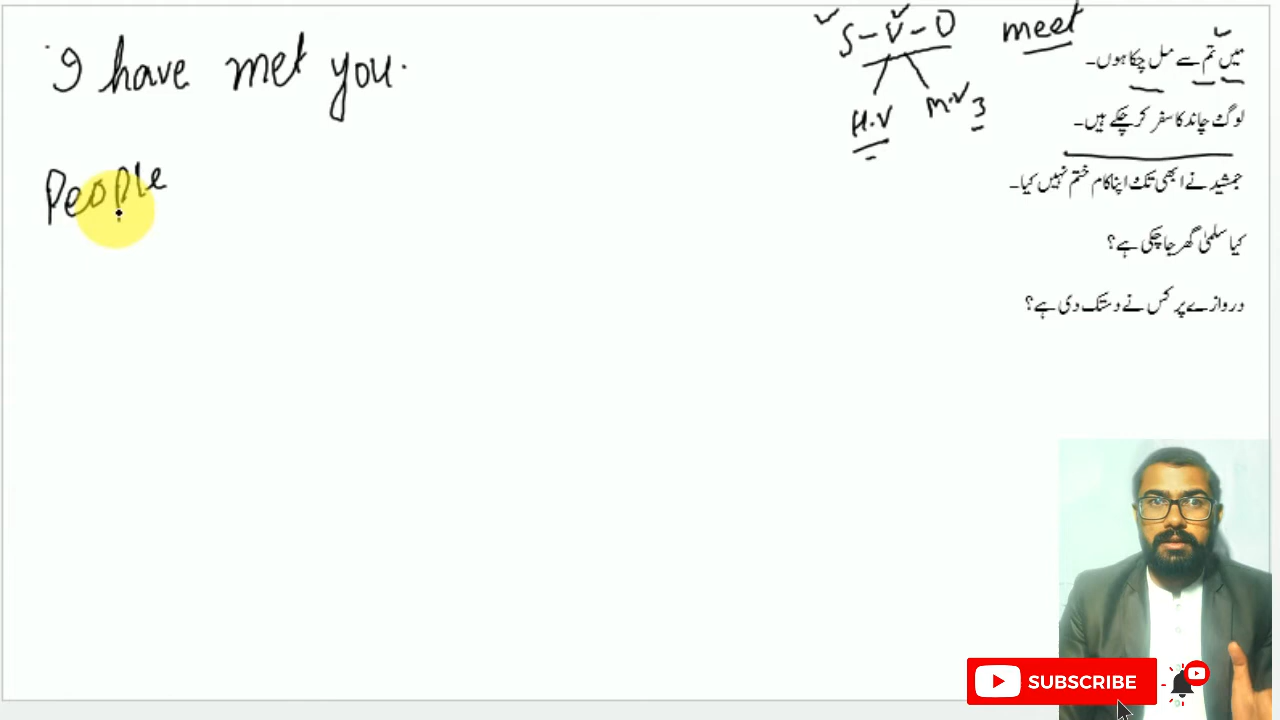 I have met you.
People
S-V-O
H.V
M.V 3
meet
میں تم سے مل چکا ہوں۔
لوگ چاند کا سفر کر چکے ہیں۔
جمشید نے ابھی تک اپنا کام ختم نہیں کیا۔
کیا سلمیٰ گھر جا چکی ہے؟
دروازے پر کس نے دستک دی ہے؟
SUBSCRIBE